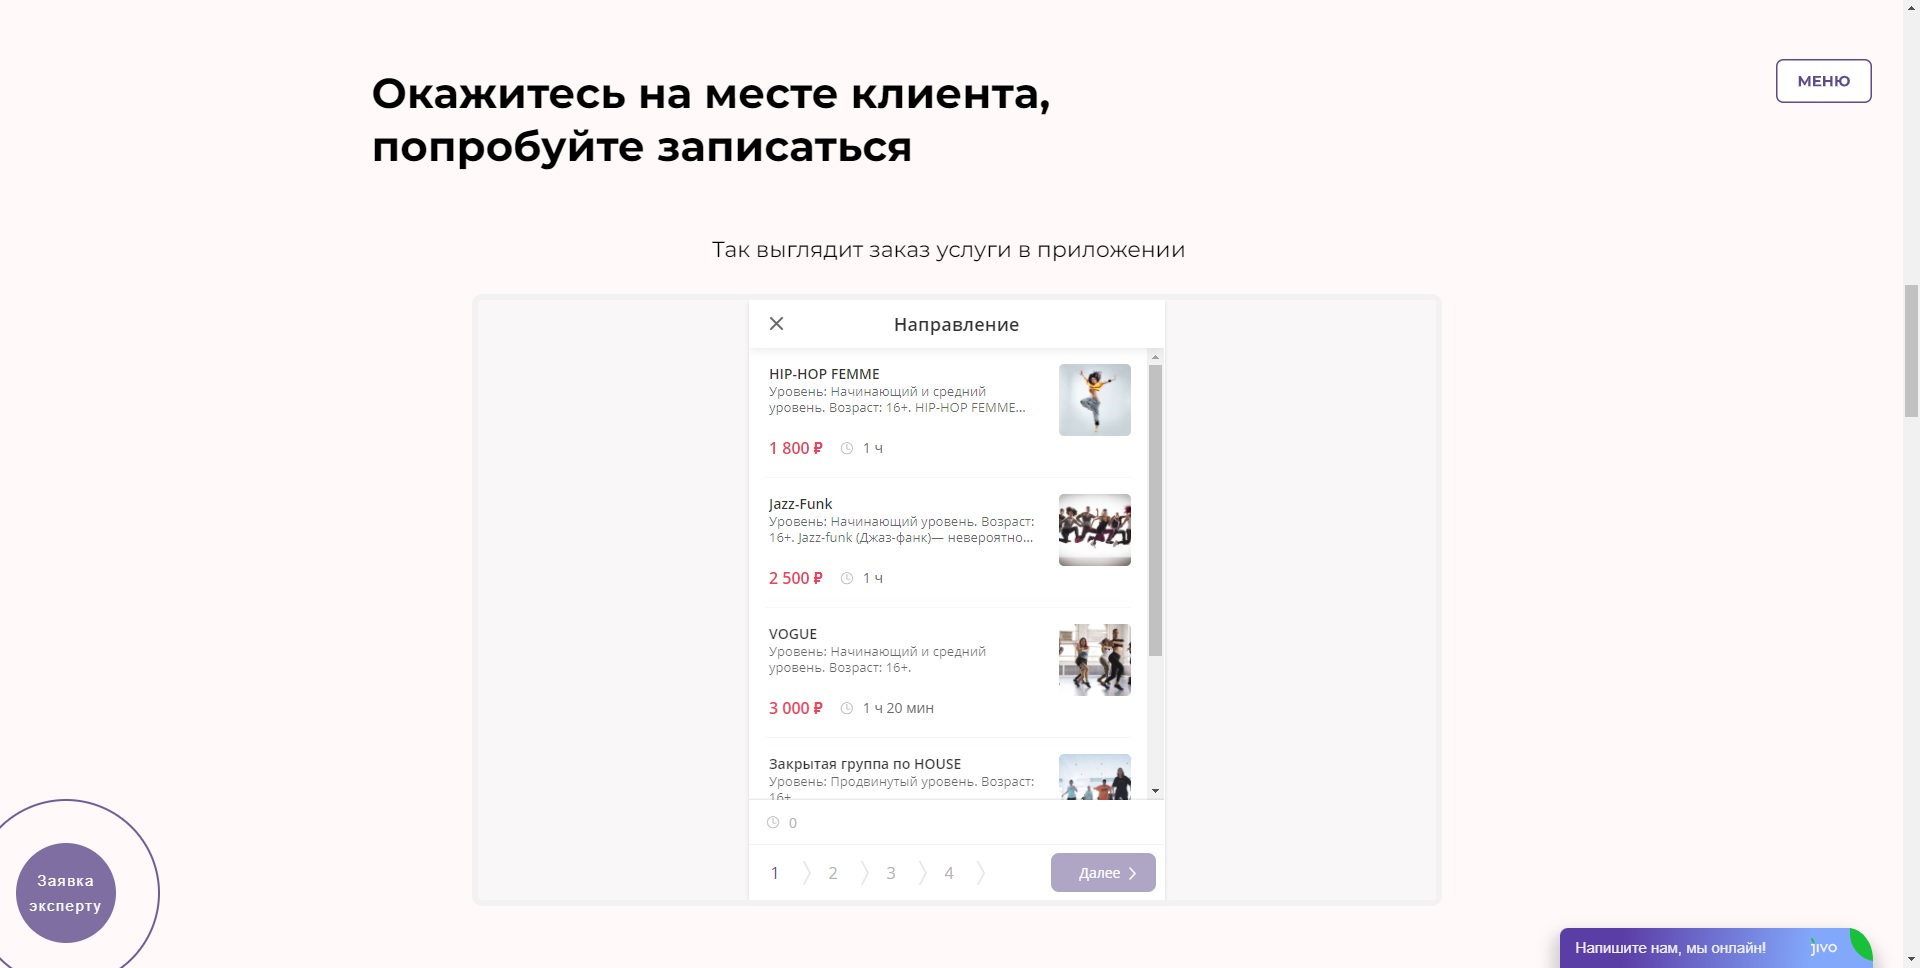 Окажитесь на месте клиента,
попробуйте записаться
МЕНЮ
Так выглядит заказ услуги в приложении
Направление
HIP-HOP FEMME
Уровень: Начинающий и средний
уровень. Возраст: 16+. HIP-HOP FEMME...
1 800 ₽ 1 ч
Jazz-Funk
Уровень: Начинающий уровень. Возраст:
16+. Jazz-funk (Джаз-фанк)— невероятно...
2 500 ₽ 1 ч
VOGUE
Уровень: Начинающий и средний
уровень. Возраст: 16+.
3 000 ₽ 1 ч 20 мин
Закрытая группа по HOUSE
Уровень: Продвинутый уровень. Возраст:
16+
0
1 2 3 4 Далее
Заявка
эксперту
Напишите нам, мы онлайн! jivo